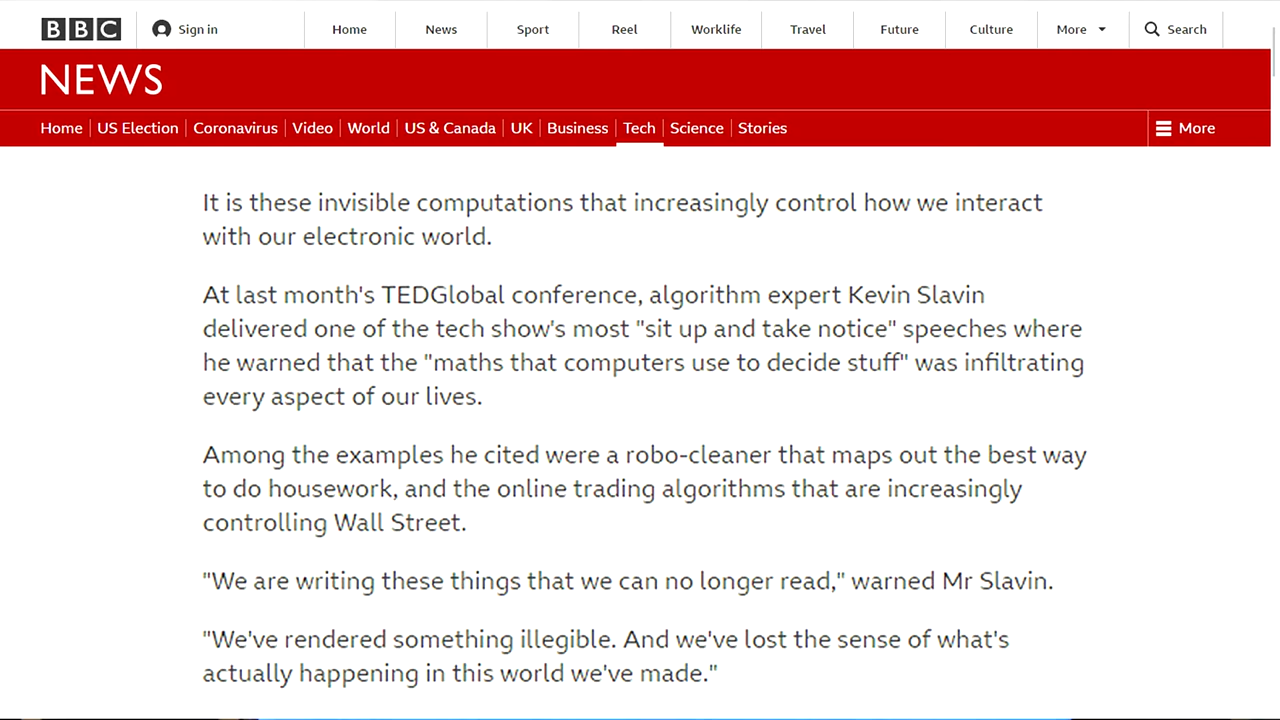 BBC Sign in Home News Sport Reel Worklife Travel Future Culture More Search
NEWS
Home US Election Coronavirus Video World US & Canada UK Business Tech Science Stories More
It is these invisible computations that increasingly control how we interact
with our electronic world.
At last month's TEDGlobal conference, algorithm expert Kevin Slavin
delivered one of the tech show's most "sit up and take notice" speeches where
he warned that the "maths that computers use to decide stuff" was infiltrating
every aspect of our lives.
Among the examples he cited were a robo-cleaner that maps out the best way
to do housework, and the online trading algorithms that are increasingly
controlling Wall Street.
"We are writing these things that we can no longer read," warned Mr Slavin.
"We've rendered something illegible. And we've lost the sense of what's
actually happening in this world we've made."